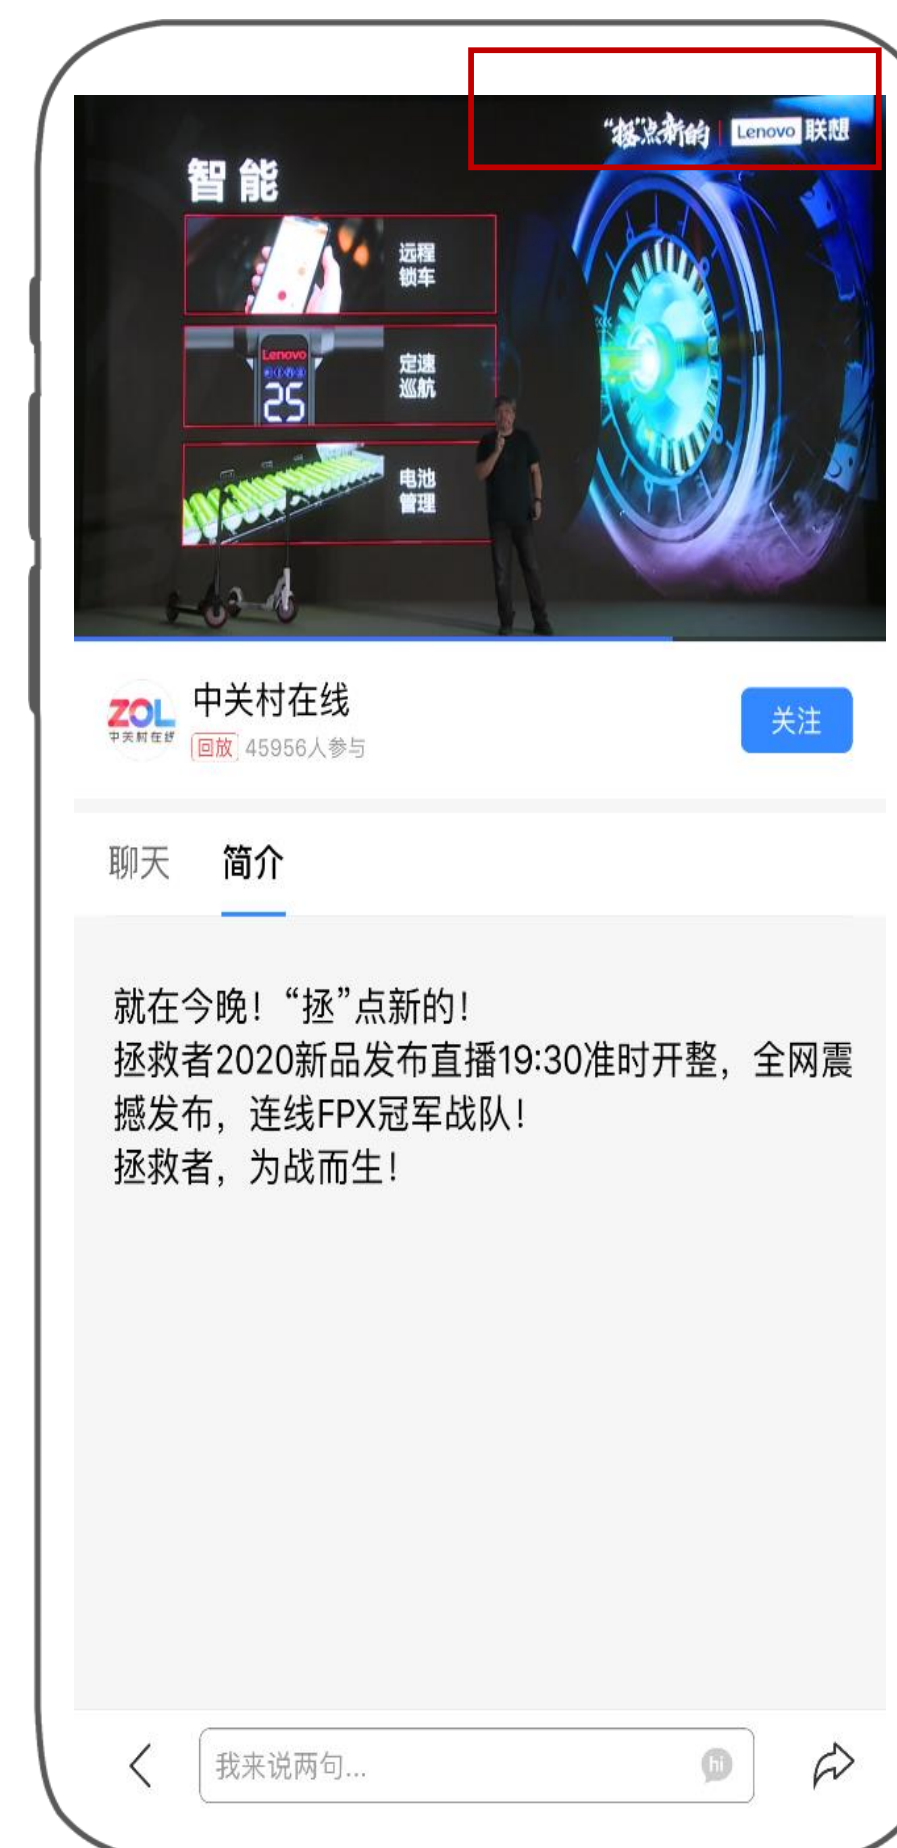 “拯”点新的 Lenovo 联想
智能
远程
锁车
Lenovo
25
定速
巡航
电池
管理
ZOL
中关村在线
中关村在线
回放 45956人参与
关注
聊天 简介
就在今晚！“拯”点新的！
拯救者2020新品发布直播19:30准时开整，全网震
撼发布，连线FPX冠军战队！
拯救者，为战而生！
我来说两句...
hi